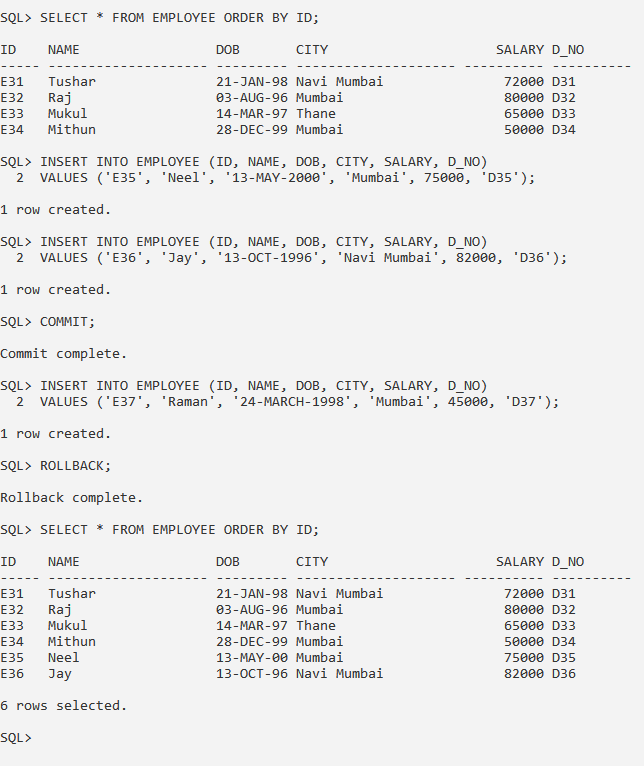 SQL> SELECT * FROM EMPLOYEE ORDER BY ID;
ID    NAME                 DOB       CITY                     SALARY D_NO
----- -------------------- --------- -------------------- ---------- ----------
E31   Tushar               21-JAN-98 Navi Mumbai               72000 D31
E32   Raj                  03-AUG-96 Mumbai                    80000 D32
E33   Mukul                14-MAR-97 Thane                     65000 D33
E34   Mithun               28-DEC-99 Mumbai                    50000 D34
SQL> INSERT INTO EMPLOYEE (ID, NAME, DOB, CITY, SALARY, D_NO)
  2  VALUES ('E35', 'Neel', '13-MAY-2000', 'Mumbai', 75000, 'D35');
1 row created.
SQL> INSERT INTO EMPLOYEE (ID, NAME, DOB, CITY, SALARY, D_NO)
  2  VALUES ('E36', 'Jay', '13-OCT-1996', 'Navi Mumbai', 82000, 'D36');
1 row created.
SQL> COMMIT;
Commit complete.
SQL> INSERT INTO EMPLOYEE (ID, NAME, DOB, CITY, SALARY, D_NO)
  2  VALUES ('E37', 'Raman', '24-MARCH-1998', 'Mumbai', 45000, 'D37');
1 row created.
SQL> ROLLBACK;
Rollback complete.
SQL> SELECT * FROM EMPLOYEE ORDER BY ID;
ID    NAME                 DOB       CITY                     SALARY D_NO
----- -------------------- --------- -------------------- ---------- ----------
E31   Tushar               21-JAN-98 Navi Mumbai               72000 D31
E32   Raj                  03-AUG-96 Mumbai                    80000 D32
E33   Mukul                14-MAR-97 Thane                     65000 D33
E34   Mithun               28-DEC-99 Mumbai                    50000 D34
E35   Neel                 13-MAY-00 Mumbai                    75000 D35
E36   Jay                  13-OCT-96 Navi Mumbai               82000 D36
6 rows selected.
SQL>